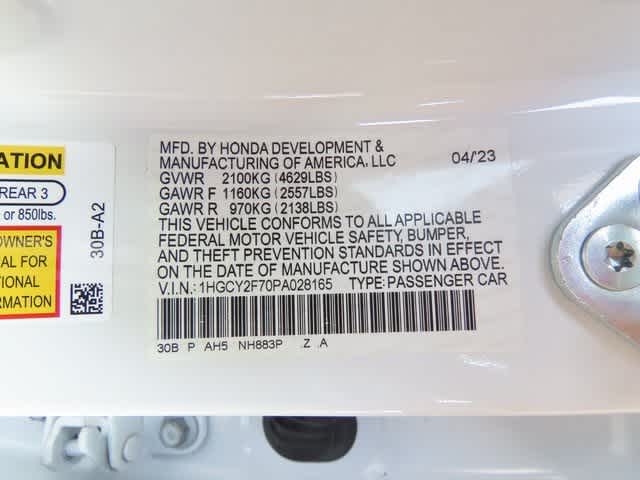 ATION
REAR 3
or 850lbs.
OWNER'S
AL FOR
TIONAL
ORMATION
30B-A2
MFD. BY HONDA DEVELOPMENT &
MANUFACTURING OF AMERICA, LLC 04/'23
GVWR 2100KG (4629LBS)
GAWR F 1160KG (2557LBS)
GAWR R 970KG (2138LBS)
THIS VEHICLE CONFORMS TO ALL APPLICABLE
FEDERAL MOTOR VEHICLE SAFETY, BUMPER,
AND THEFT PREVENTION STANDARDS IN EFFECT
ON THE DATE OF MANUFACTURE SHOWN ABOVE.
V.I.N.: 1HGCY2F70PA028165 TYPE: PASSENGER CAR
30B P AH5 NH883P .Z .A